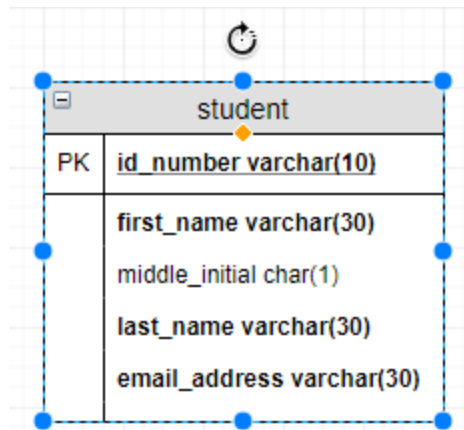 student
PK id_number varchar(10)
first_name varchar(30)
middle_initial char(1)
last_name varchar(30)
email_address varchar(30)